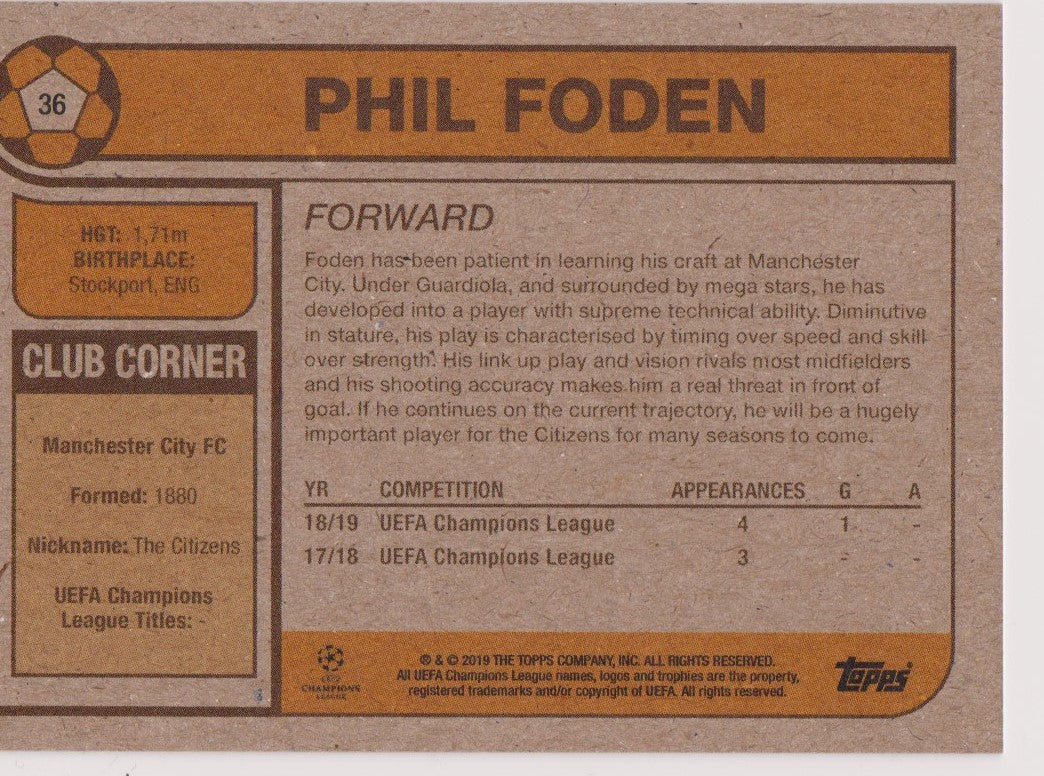 36
PHIL FODEN
HGT: 1,71m
BIRTHPLACE:
Stockport, ENG
CLUB CORNER
Manchester City FC
Formed: 1880
Nickname: The Citizens
UEFA Champions
League Titles: -
FORWARD
Foden has been patient in learning his craft at Manchester
City. Under Guardiola, and surrounded by mega stars, he has
developed into a player with supreme technical ability. Diminutive
in stature, his play is characterised by timing over speed and skill
over strength. His link up play and vision rivals most midfielders
and his shooting accuracy makes him a real threat in front of
goal. If he continues on the current trajectory, he will be a hugely
important player for the Citizens for many seasons to come.
YR COMPETITION APPEARANCES G A
18/19 UEFA Champions League 4 1 -
17/18 UEFA Champions League 3 - -
UEFA
CHAMPIONS
LEAGUE
® & © 2019 THE TOPPS COMPANY, INC. ALL RIGHTS RESERVED.
All UEFA Champions League names, logos and trophies are the property,
registered trademarks and/or copyright of UEFA. All rights reserved.
Topps